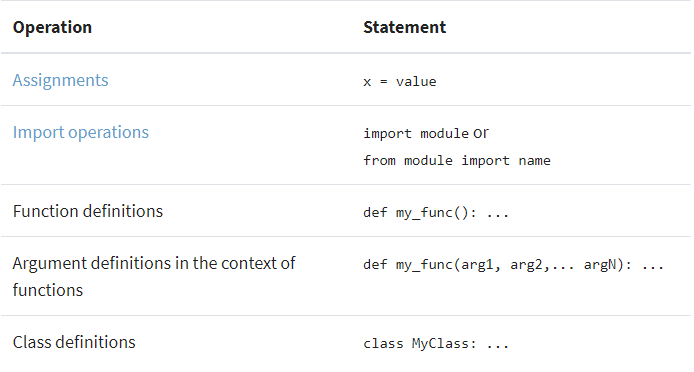 Operation Statement
Assignments x = value
Import operations import module or
from module import name
Function definitions def my_func(): ...
Argument definitions in the context of def my_func(arg1, arg2,... argN): ...
functions
Class definitions class MyClass: ...